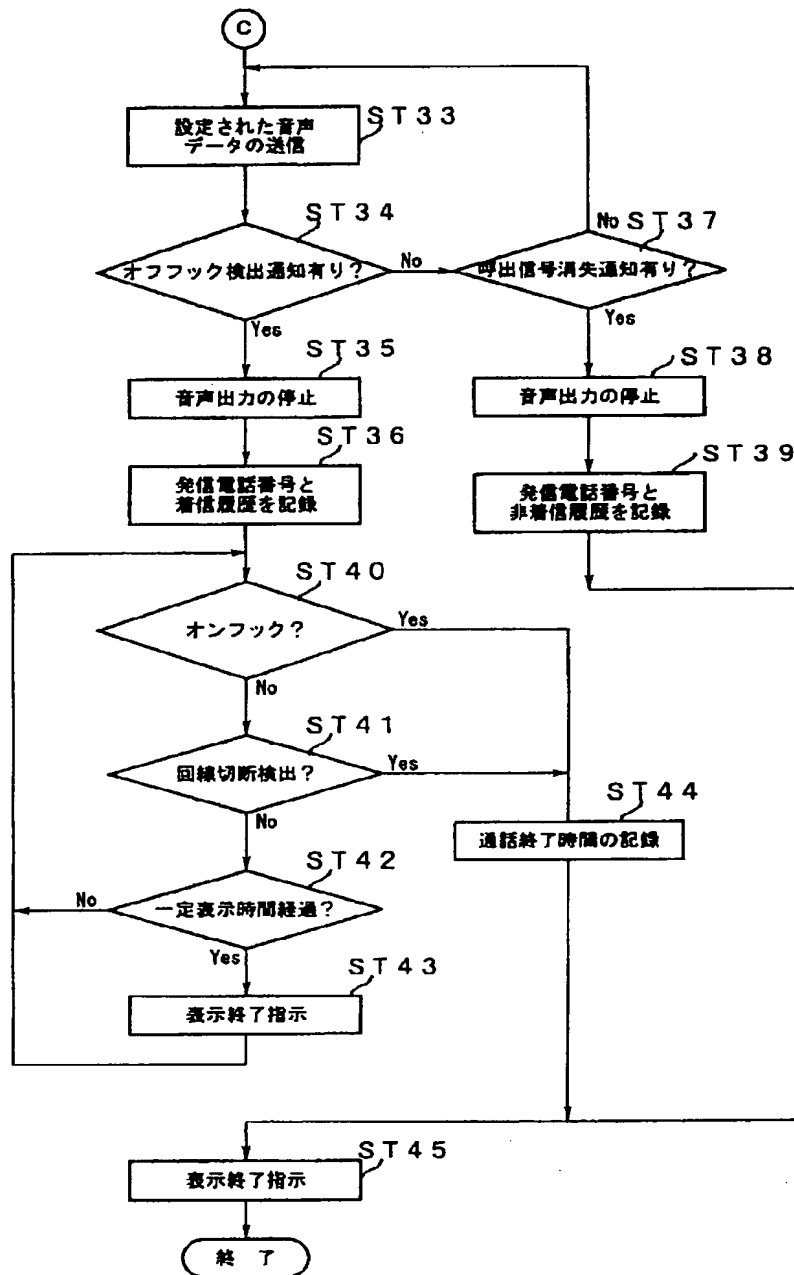 C
ST33
設定された音声
データの送信
ST34
オフフック検出通知有り?
No
Yes
ST37
No
呼出信号消失通知有り?
Yes
ST35
音声出力の停止
ST38
音声出力の停止
ST36
発信電話番号と
着信履歴を記録
ST39
発信電話番号と
非着信履歴を記録
ST40
オンフック?
Yes
No
ST41
回線切断検出?
Yes
No
ST44
通話終了時間の記録
ST42
一定表示時間経過?
No
Yes
ST43
表示終了指示
ST45
表示終了指示
終 了